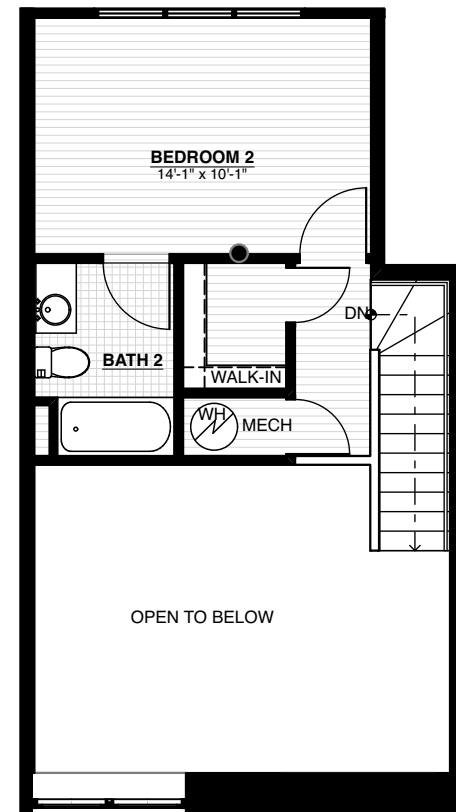 BEDROOM 2
14'-1" x 10'-1"
DN
BATH 2
WALK-IN
WH
MECH
OPEN TO BELOW